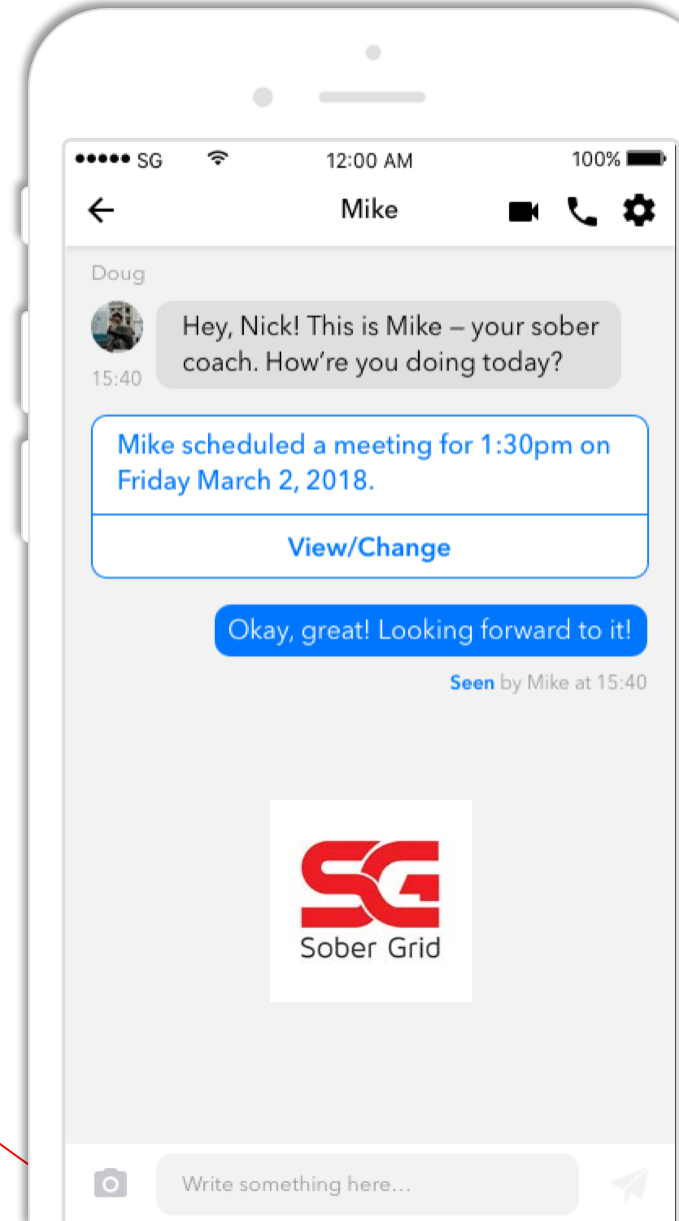 SG 12:00 AM 100%
Mike
Doug
Hey, Nick! This is Mike – your sober
coach. How're you doing today?
15:40
Mike scheduled a meeting for 1:30pm on
Friday March 2, 2018.
View/Change
Okay, great! Looking forward to it!
Seen by Mike at 15:40
SG
Sober Grid
Write something here...